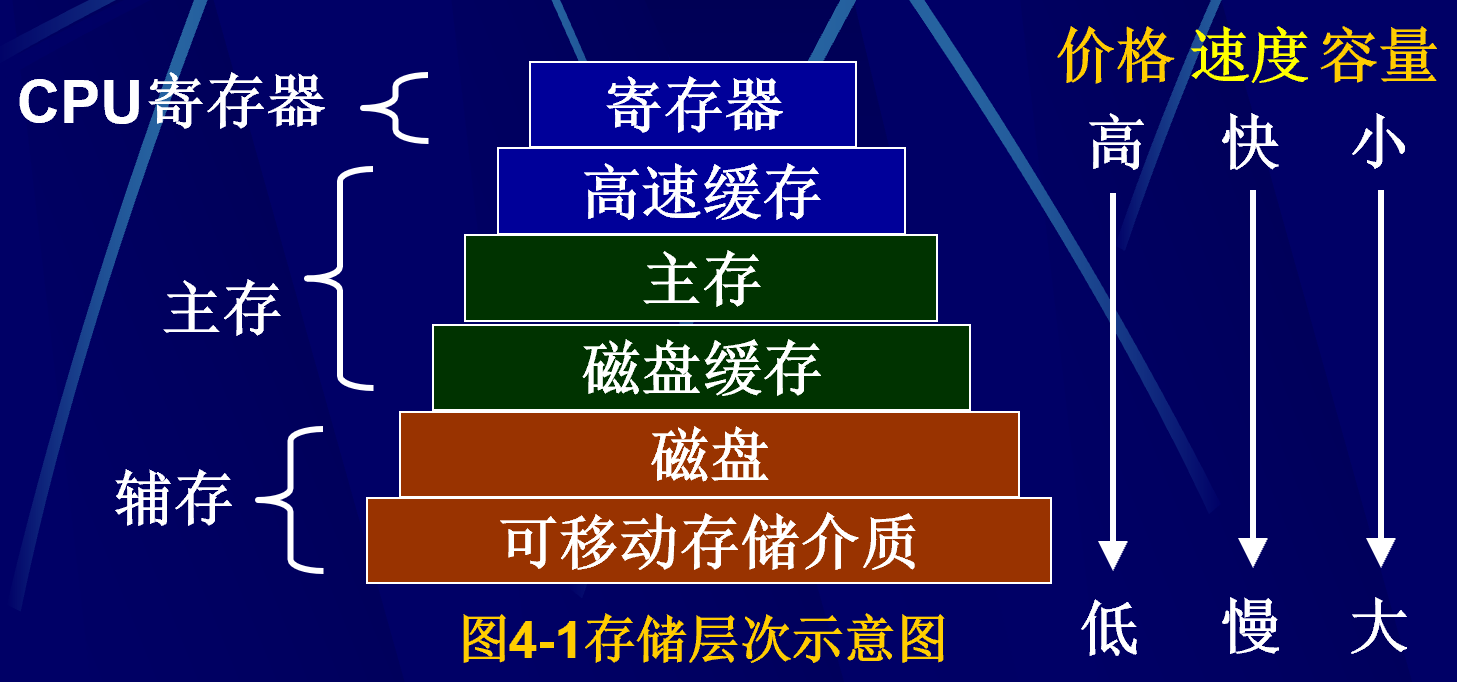 价格 速度 容量
CPU寄存器
寄存器
高 快 小
高速缓存
主存
主存
磁盘缓存
磁盘
辅存
可移动存储介质
低 慢 大
图4-1存储层次示意图